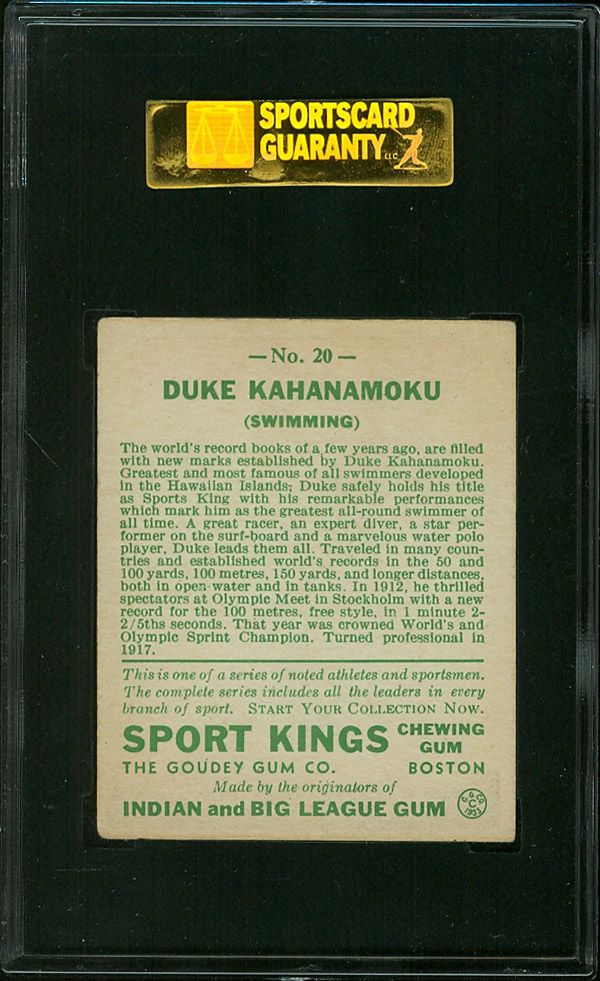 SPORTSCARD
GUARANTY LLC
—No. 20—
DUKE KAHANAMOKU
(SWIMMING)
The world's record books of a few years ago, are filled
with new marks established by Duke Kahanamoku.
Greatest and most famous of all swimmers developed
in the Hawaiian Islands; Duke safely holds his title
as Sports King with his remarkable performances
which mark him as the greatest all-round swimmer of
all time. A great racer, an expert diver, a star per-
former on the surf-board and a marvelous water polo
player, Duke leads them all. Traveled in many coun-
tries and established world's records in the 50 and
100 yards, 100 metres, 150 yards, and longer distances,
both in open water and in tanks. In 1912, he thrilled
spectators at Olympic Meet in Stockholm with a new
record for the 100 metres, free style, in 1 minute 2-
2/5ths seconds. That year was crowned World's and
Olympic Sprint Champion. Turned professional in
1917.
This is one of a series of noted athletes and sportsmen.
The complete series includes all the leaders in every
branch of sport. START YOUR COLLECTION NOW.
SPORT KINGS CHEWING GUM
THE GOUDEY GUM CO. BOSTON
Made by the originators of
INDIAN and BIG LEAGUE GUM
G.G.Co. C 1933